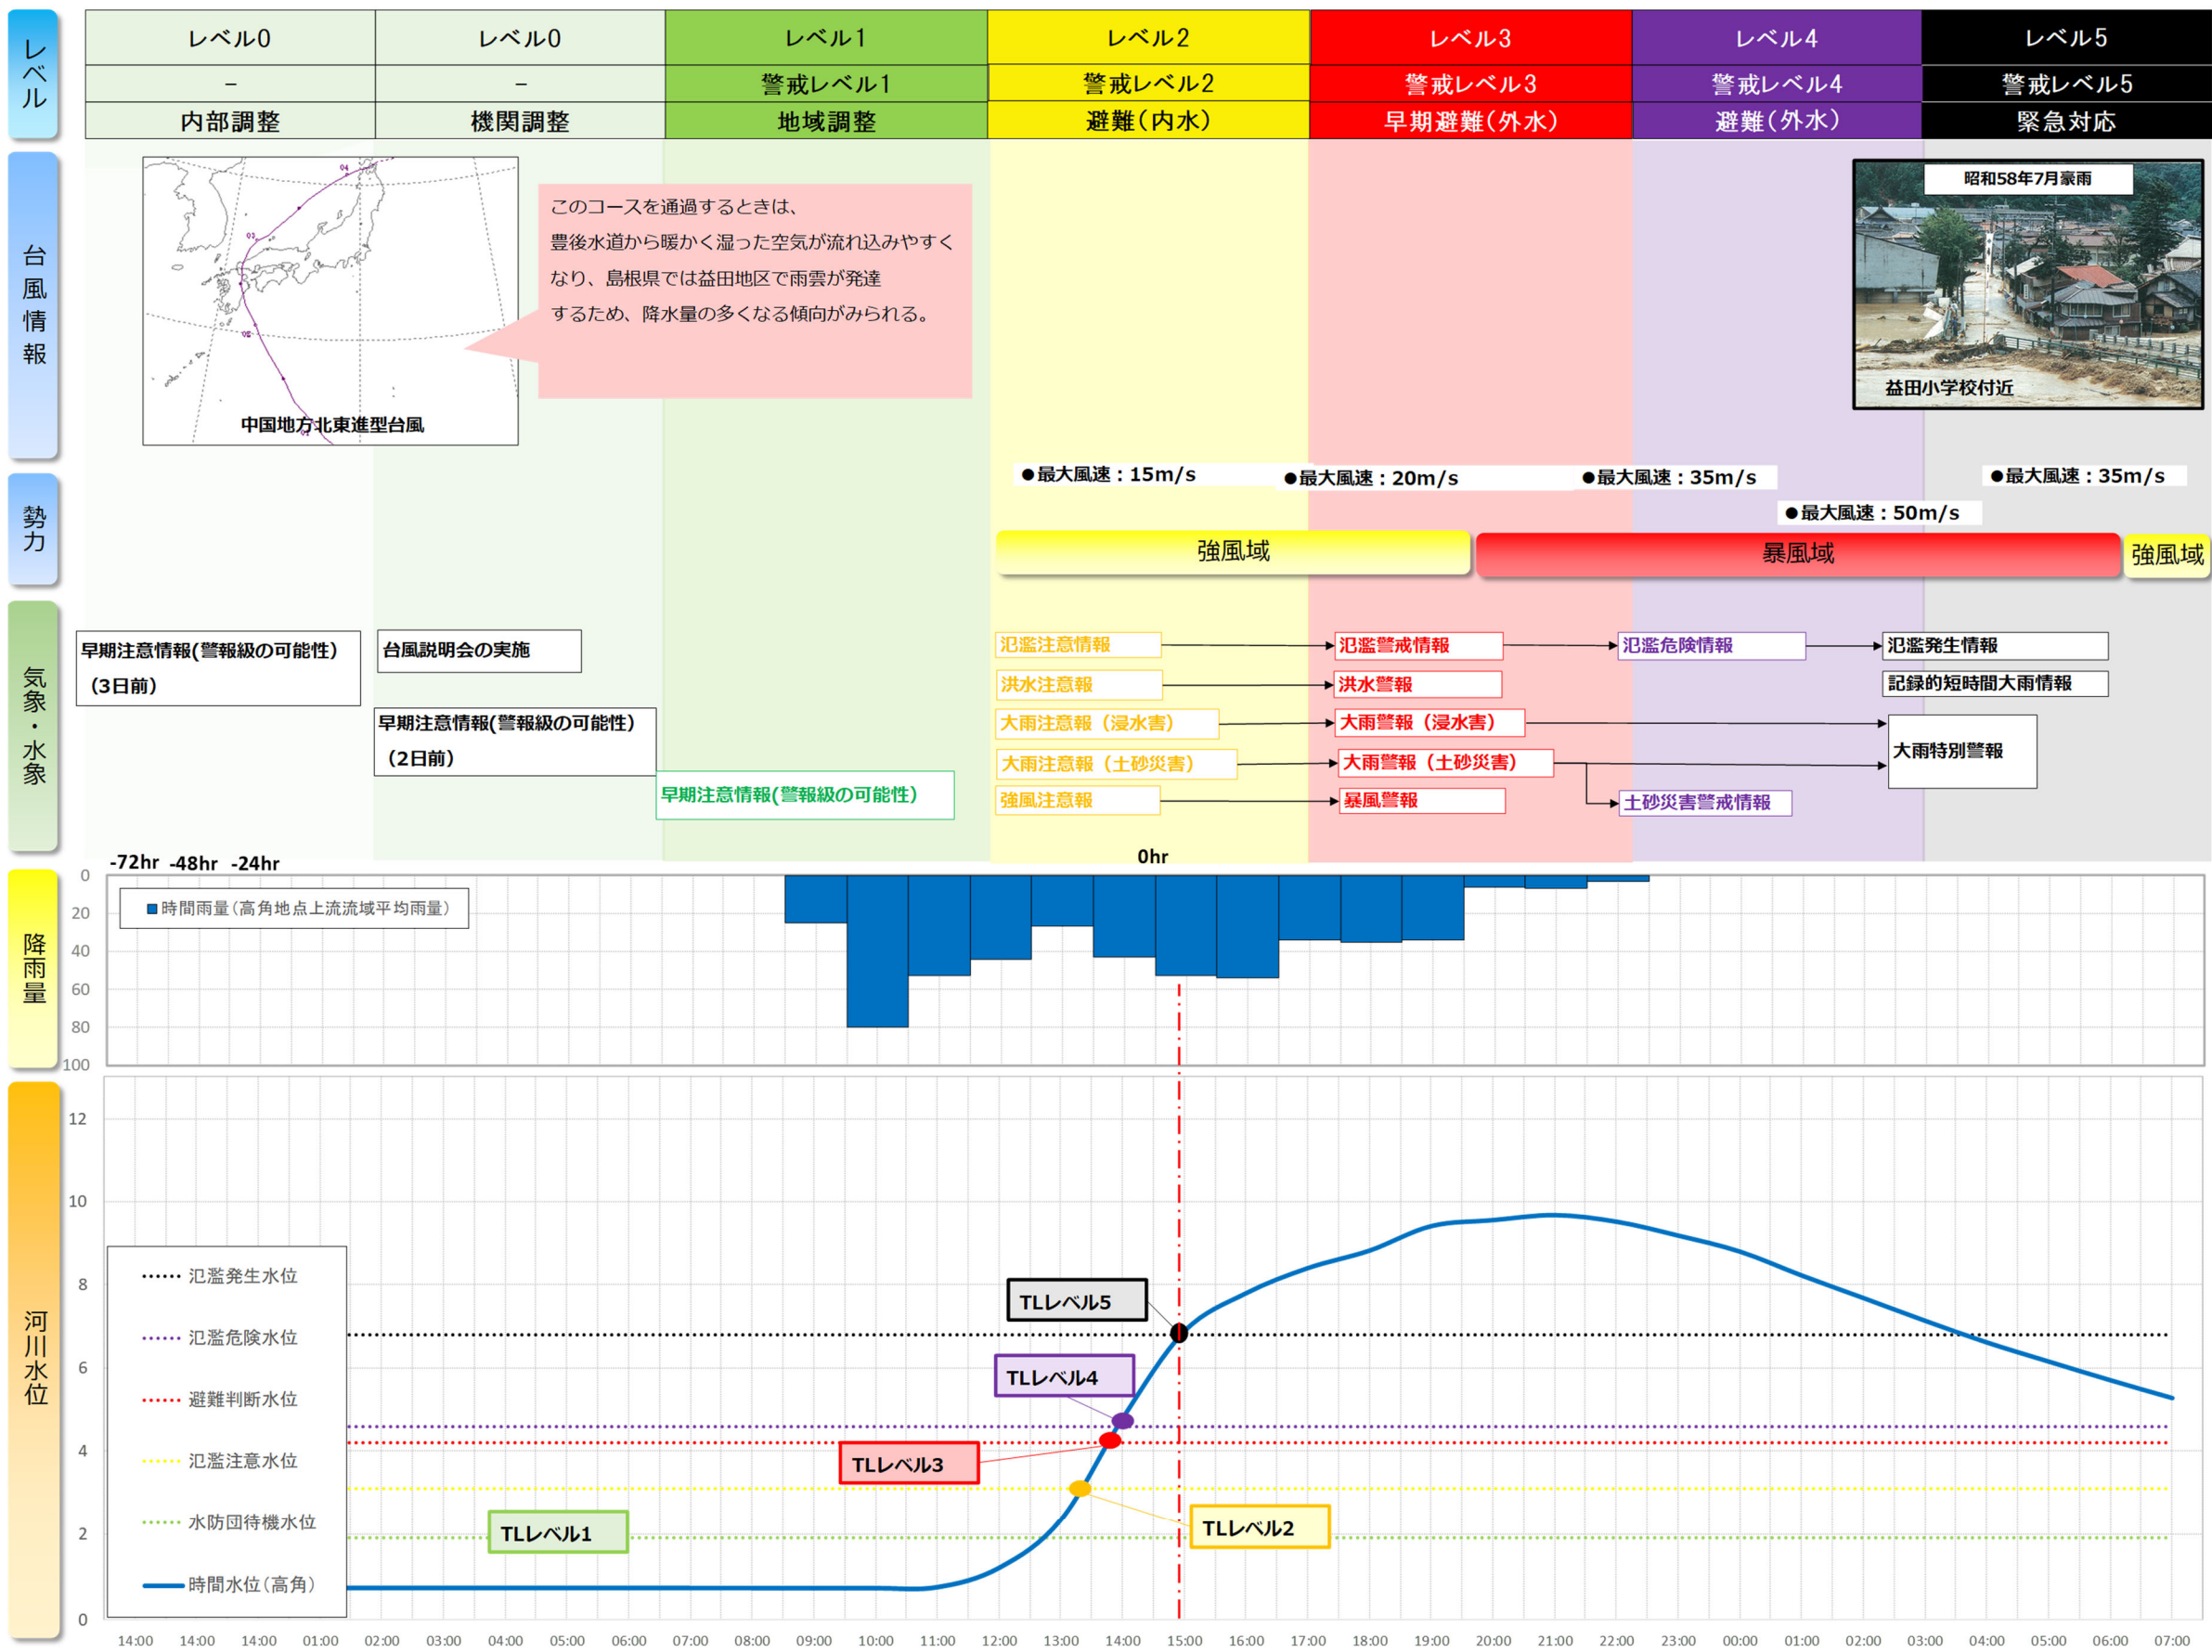 レベル
レベル0
レベル0
レベル1
レベル2
レベル3
レベル4
レベル5
－
－
警戒レベル1
警戒レベル2
警戒レベル3
警戒レベル4
警戒レベル5
内部調整
機関調整
地域調整
避難(内水)
早期避難(外水)
避難(外水)
緊急対応
台風情報
中国地方北東進型台風
このコースを通過するときは、
豊後水道から暖かく湿った空気が流れ込みやすく
なり、島根県では益田地区で雨雲が発達
するため、降水量の多くなる傾向がみられる。
昭和58年7月豪雨
益田小学校付近
勢力
●最大風速：15m/s
●最大風速：20m/s
●最大風速：35m/s
●最大風速：50m/s
●最大風速：35m/s
強風域
暴風域
強風域
気象・水象
早期注意情報(警報級の可能性)
（3日前）
台風説明会の実施
早期注意情報(警報級の可能性)
（2日前）
早期注意情報(警報級の可能性)
氾濫注意情報
氾濫警戒情報
氾濫危険情報
氾濫発生情報
洪水注意報
洪水警報
記録的短時間大雨情報
大雨注意報（浸水害）
大雨警報（浸水害）
大雨特別警報
大雨注意報（土砂災害）
大雨警報（土砂災害）
強風注意報
暴風警報
土砂災害警戒情報
-72hr
-48hr
-24hr
0hr
降雨量
0
20
40
60
80
100
時間雨量(高角地点上流流域平均雨量)
河川水位
12
10
8
6
4
2
0
氾濫発生水位
氾濫危険水位
避難判断水位
氾濫注意水位
水防団待機水位
時間水位(高角)
TLレベル5
TLレベル4
TLレベル3
TLレベル2
TLレベル1
14:00 14:00 14:00 01:00 02:00 03:00 04:00 05:00 06:00 07:00 08:00 09:00 10:00 11:00 12:00 13:00 14:00 15:00 16:00 17:00 18:00 19:00 20:00 21:00 22:00 23:00 00:00 01:00 02:00 03:00 04:00 05:00 06:00 07:00